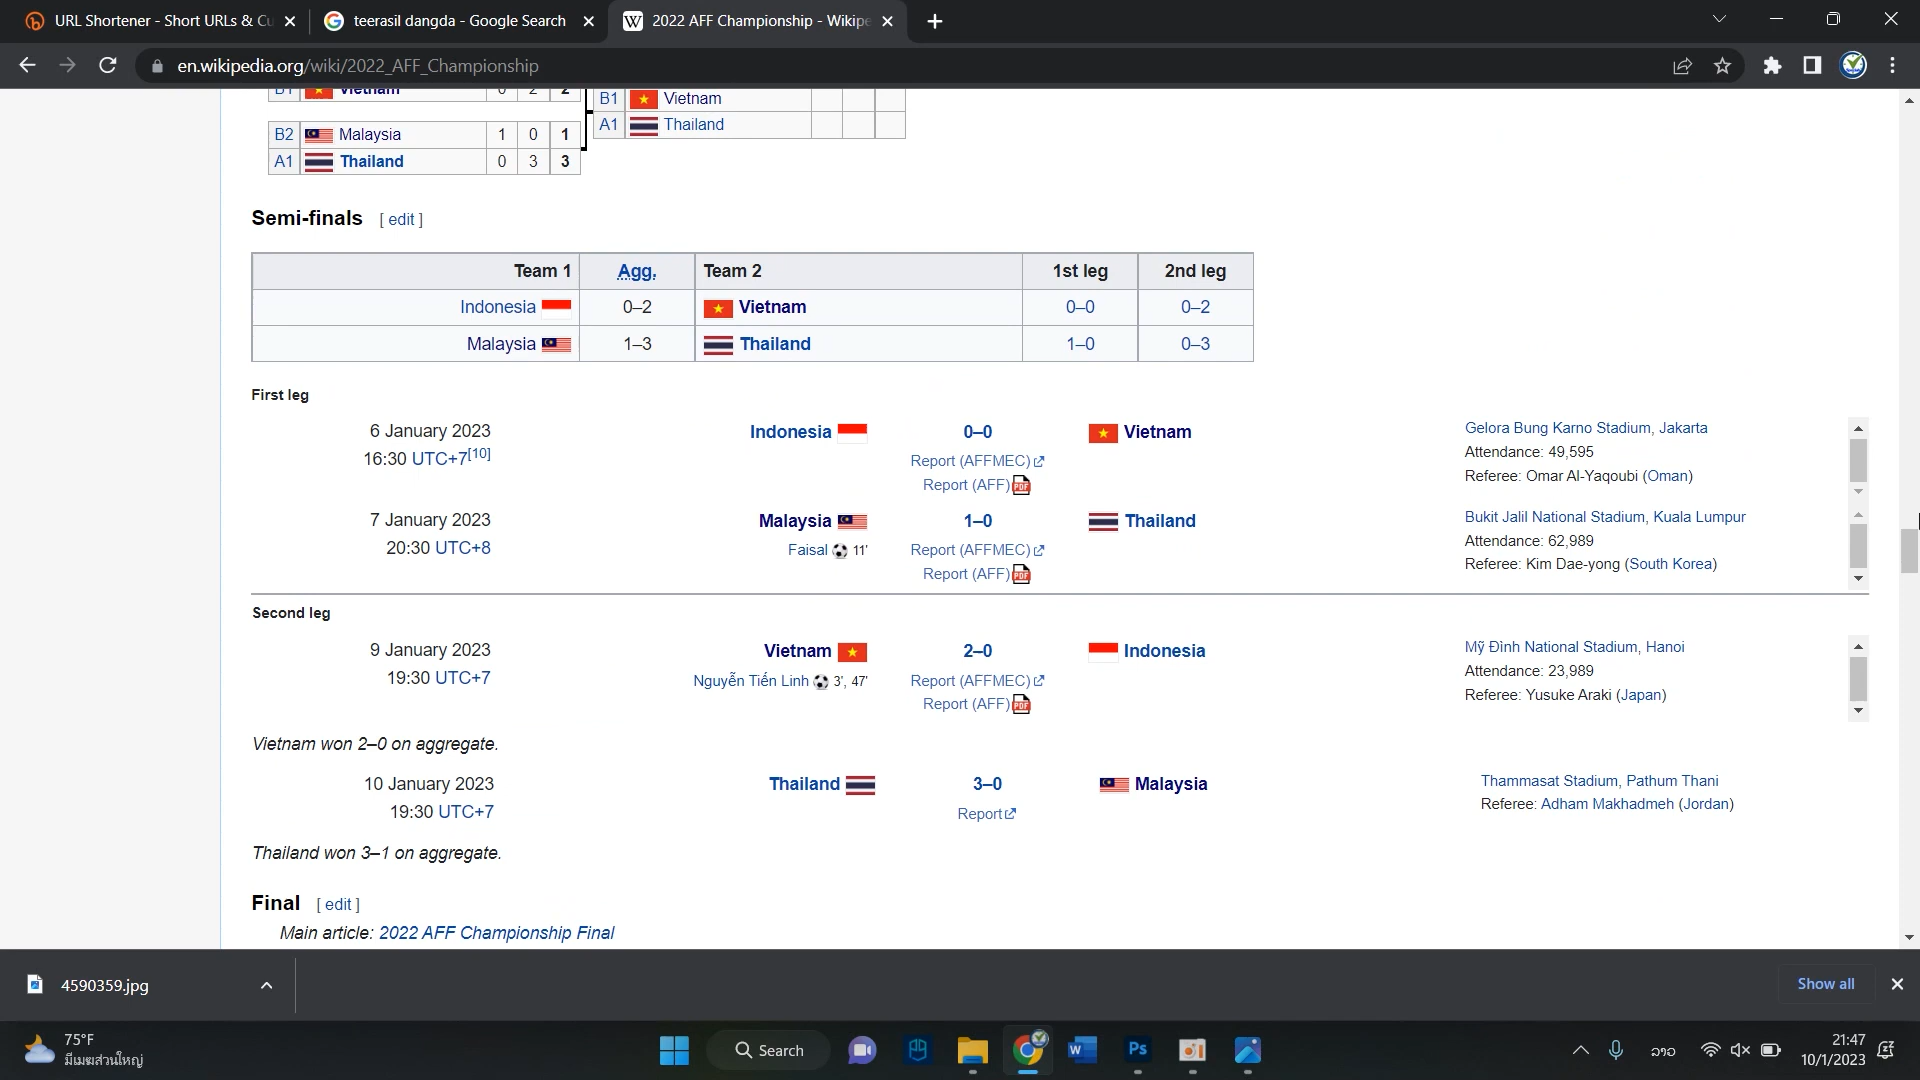 URL Shortener - Short URLs & Cu
teerasil dangda - Google Search
2022 AFF Championship - Wikipe
en.wikipedia.org/wiki/2022_AFF_Championship
B1 Vietnam 0 2 2
B1 Vietnam
A1 Thailand
B2 Malaysia 1 0 1
A1 Thailand 0 3 3
Semi-finals [ edit ]
Team 1 Agg. Team 2 1st leg 2nd leg
Indonesia 0–2 Vietnam 0–0 0–2
Malaysia 1–3 Thailand 1–0 0–3
First leg
6 January 2023 Indonesia 0–0 Vietnam Gelora Bung Karno Stadium, Jakarta
16:30 UTC+7[10] Report (AFFMEC) Attendance: 49,595
Report (AFF) Referee: Omar Al-Yaqoubi (Oman)
7 January 2023 Malaysia 1–0 Thailand Bukit Jalil National Stadium, Kuala Lumpur
20:30 UTC+8 Faisal 11' Report (AFFMEC) Attendance: 62,989
Report (AFF) Referee: Kim Dae-yong (South Korea)
Second leg
9 January 2023 Vietnam 2–0 Indonesia Mỹ Đình National Stadium, Hanoi
19:30 UTC+7 Nguyễn Tiến Linh 3', 47' Report (AFFMEC) Attendance: 23,989
Report (AFF) Referee: Yusuke Araki (Japan)
Vietnam won 2–0 on aggregate.
10 January 2023 Thailand 3–0 Malaysia Thammasat Stadium, Pathum Thani
19:30 UTC+7 Report Referee: Adham Makhadmeh (Jordan)
Thailand won 3–1 on aggregate.
Final [ edit ]
Main article: 2022 AFF Championship Final
4590359.jpg
Show all
75°F
มีเมฆส่วนใหญ่
Search
ລາວ
21:47
10/1/2023